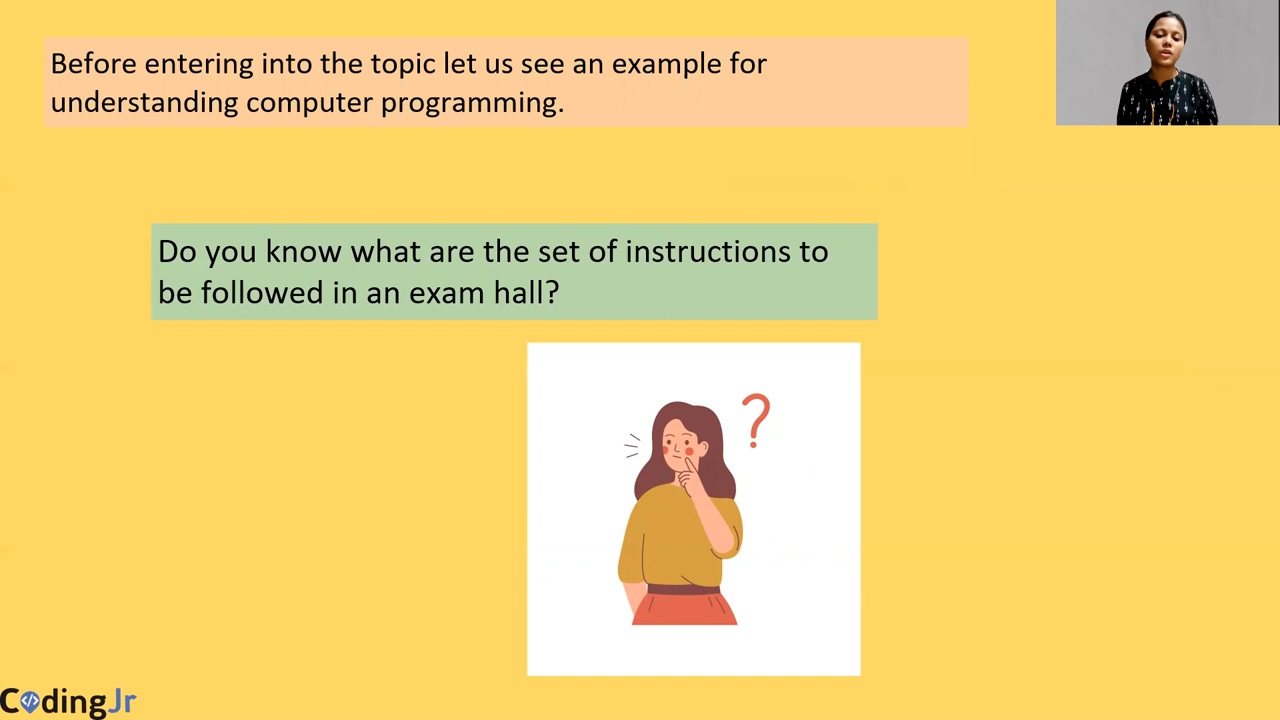 Before entering into the topic let us see an example for
understanding computer programming.
Do you know what are the set of instructions to
be followed in an exam hall?
?
CodingJr